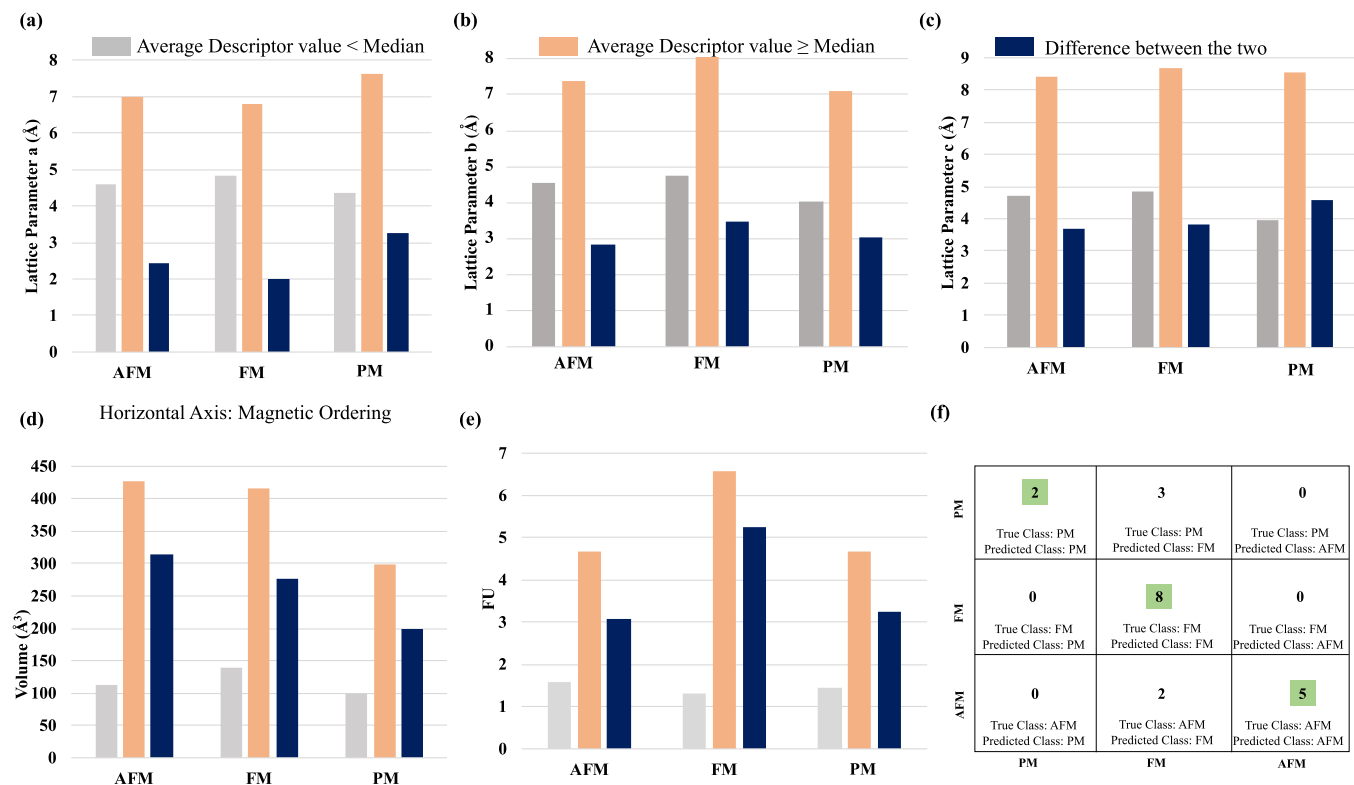 (a)
Average Descriptor value < Median
8
7
6
5
4
3
2
1
0
Lattice Parameter a (Å)
AFM
FM
PM
(b)
Average Descriptor value ≥ Median
8
7
6
5
4
3
2
1
0
Lattice Parameter b (Å)
AFM
FM
PM
(c)
Difference between the two
9
8
7
6
5
4
3
2
1
0
Lattice Parameter c (Å)
AFM
FM
PM
Horizontal Axis: Magnetic Ordering
(d)
450
400
350
300
250
200
150
100
50
0
Volume (Å³)
AFM
FM
PM
(e)
7
6
5
4
3
2
1
0
FU
AFM
FM
PM
(f)
PM
2
3
0
True Class: PM
Predicted Class: PM
True Class: PM
Predicted Class: FM
True Class: PM
Predicted Class: AFM
FM
0
8
0
True Class: FM
Predicted Class: PM
True Class: FM
Predicted Class: FM
True Class: FM
Predicted Class: AFM
AFM
0
2
5
True Class: AFM
Predicted Class: PM
True Class: AFM
Predicted Class: FM
True Class: AFM
Predicted Class: AFM
PM
FM
AFM